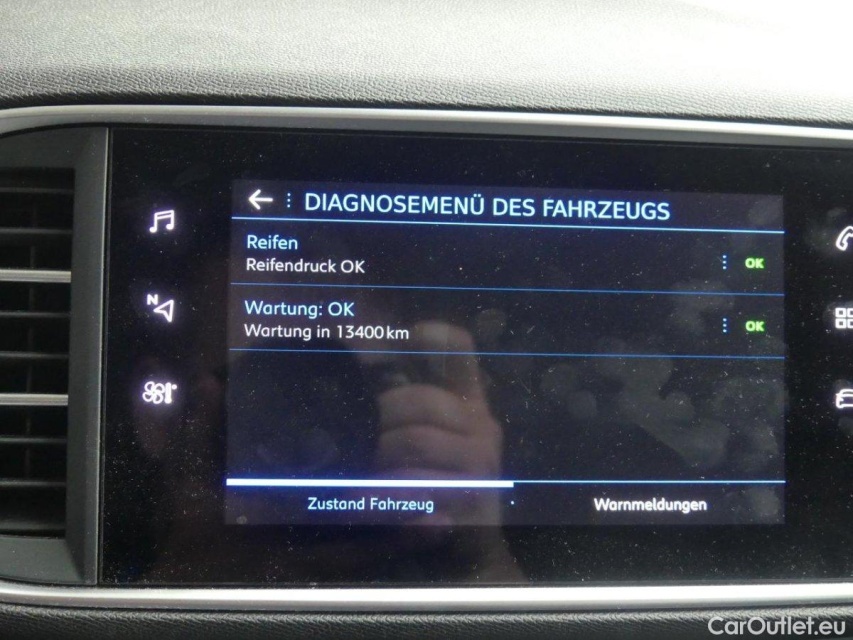 DIAGNOSEMENÜ DES FAHRZEUGS
Reifen
Reifendruck OK
OK
Wartung: OK
Wartung in 13400 km
OK
N
Zustand Fahrzeug
Warnmeldungen
CarOutlet.eu